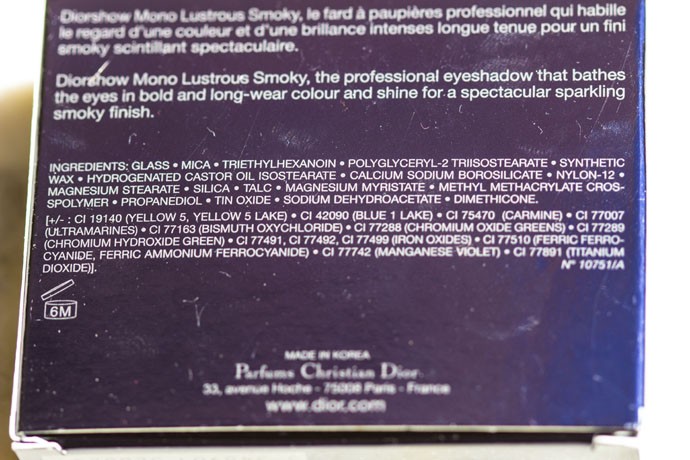 Diorshow Mono Lustrous Smoky, le fard à paupières professionnel qui habille
le regard d'une couleur et d'une brillance intenses longue tenue pour un fini
smoky scintillant spectaculaire.
Diorshow Mono Lustrous Smoky, the professional eyeshadow that bathes
the eyes in bold and long-wear colour and shine for a spectacular sparkling
smoky finish.
INGREDIENTS: GLASS • MICA • TRIETHYLHEXANOIN • POLYGLYCERYL-2 TRIISOSTEARATE • SYNTHETIC
WAX • HYDROGENATED CASTOR OIL ISOSTEARATE • CALCIUM SODIUM BOROSILICATE • NYLON-12 •
MAGNESIUM STEARATE • SILICA • TALC • MAGNESIUM MYRISTATE • METHYL METHACRYLATE CROS-
SPOLYMER • PROPANEDIOL • TIN OXIDE • SODIUM DEHYDROACETATE • DIMETHICONE.
[+/- : CI 19140 (YELLOW 5, YELLOW 5 LAKE) • CI 42090 (BLUE 1 LAKE) • CI 75470 (CARMINE) • CI 77007
(ULTRAMARINES) • CI 77163 (BISMUTH OXYCHLORIDE) • CI 77288 (CHROMIUM OXIDE GREENS) • CI 77289
(CHROMIUM HYDROXIDE GREEN) • CI 77491, CI 77492, CI 77499 (IRON OXIDES) • CI 77510 (FERRIC FERRO-
CYANIDE, FERRIC AMMONIUM FERROCYANIDE) • CI 77742 (MANGANESE VIOLET) • CI 77891 (TITANIUM
DIOXIDE)]. N° 10751/A
6M
MADE IN KOREA
Parfums Christian Dior
33, avenue Hoche - 75008 Paris - France
www.dior.com